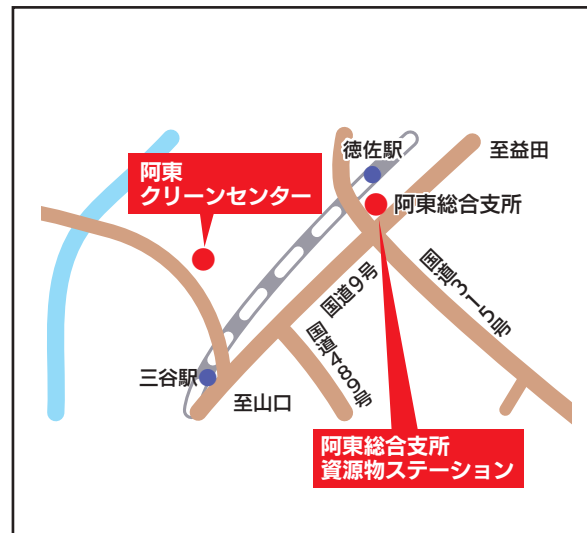 徳佐駅
至益田
阿東
クリーンセンター
阿東総合支所
国道9号
国道315号
国道489号
三谷駅
至山口
阿東総合支所
資源物ステーション